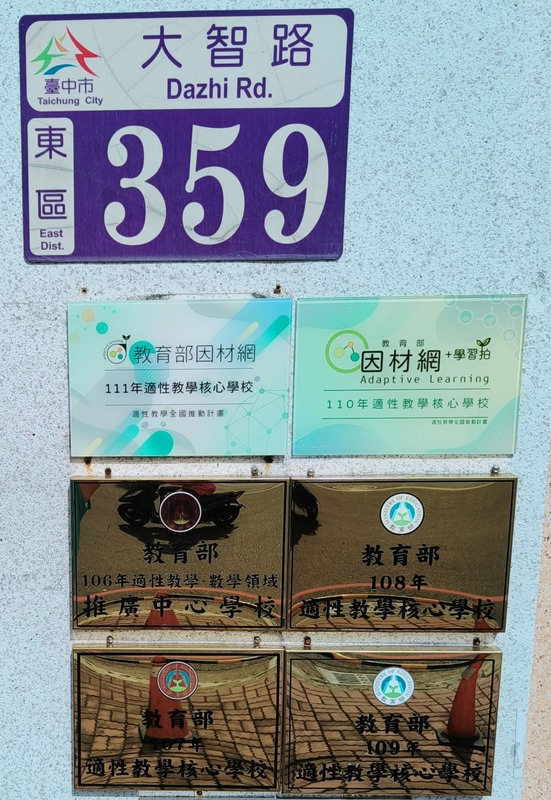 大智路
Dazhi Rd.
臺中市
Taichung City
東區
East
Dist.
359
教育部因材網
111年適性教學核心學校
適性教學全國推動計畫
教育部
因材網+學習拍
Adaptive Learning
110年適性教學核心學校
適性教學全國推動計畫
教育部
106年適性教學-數學領域
推廣中心學校
教育部
108年
適性教學核心學校
教育部
107年
適性教學核心學校
教育部
109年
適性教學核心學校